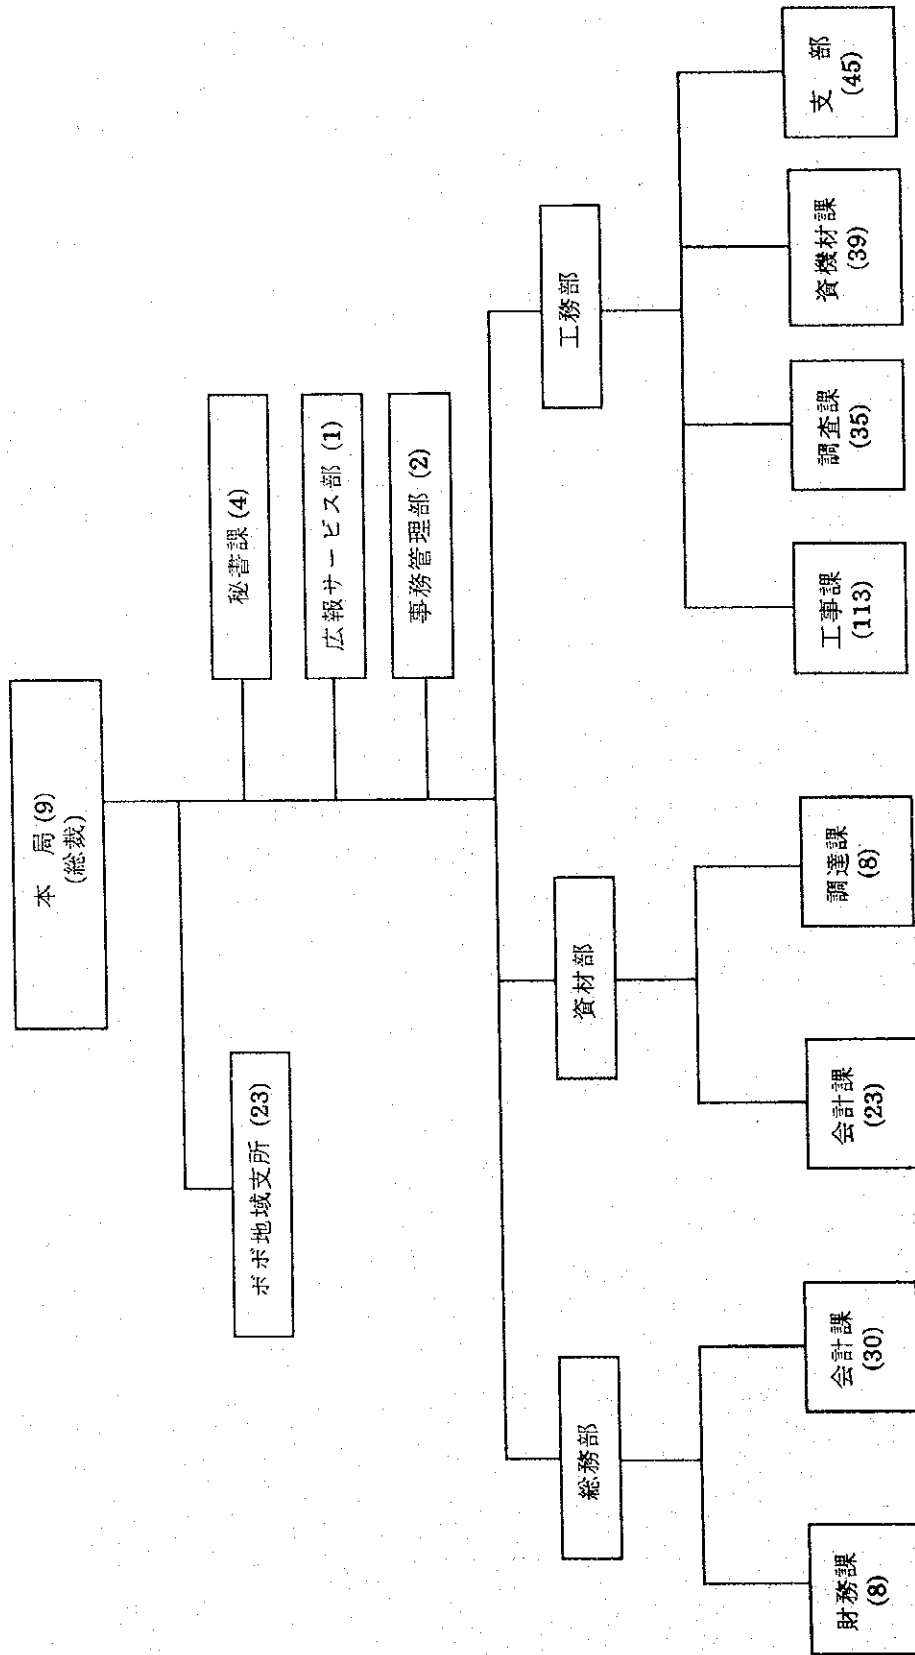 本　局 (9)
(総裁)
ボボ地域支所 (23)
秘書課 (4)
広報サービス部 (1)
事務管理部 (2)
総務部
資材部
工務部
財務課
(8)
会計課
(30)
会計課
(23)
調達課
(8)
工事課
(113)
調査課
(35)
資機材課
(39)
支　部
(45)